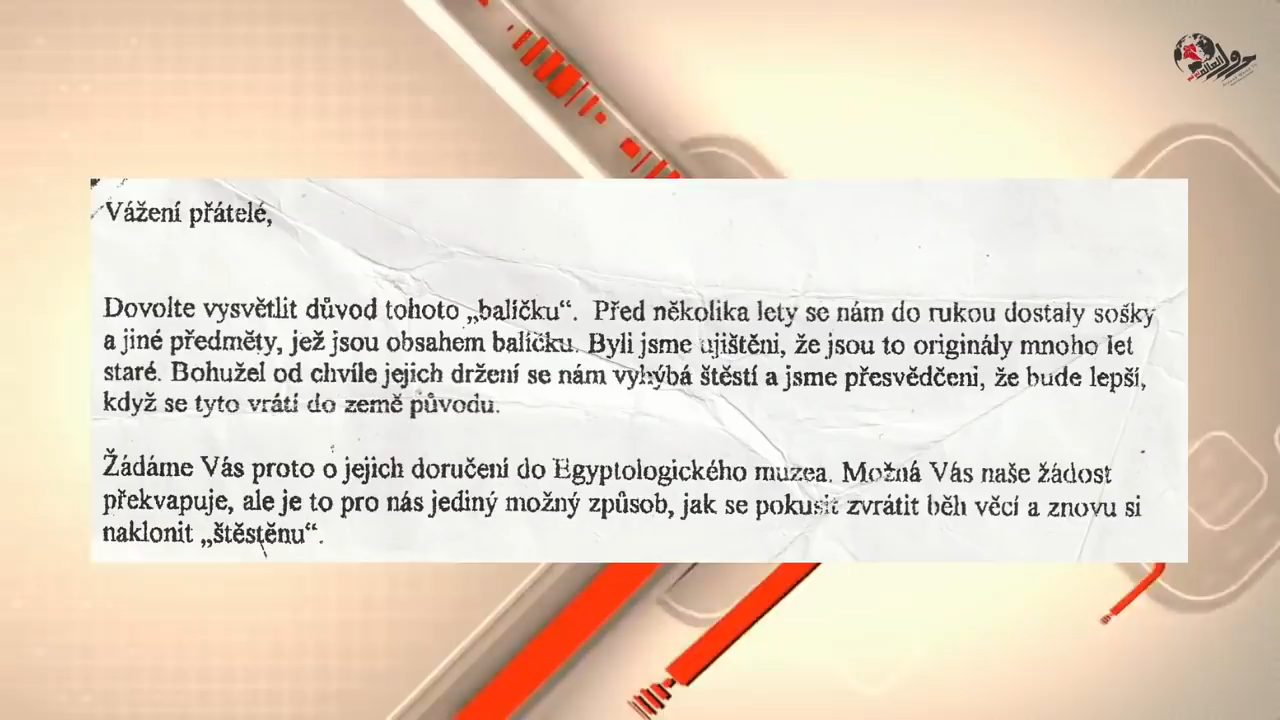 Vážení přátelé,
Dovolte vysvětlit důvod tohoto „balíčku“. Před několika lety se nám do rukou dostaly sošky
a jiné předměty, jež jsou obsahem balíčku. Byli jsme ujištěni, že jsou to originály mnoho let
staré. Bohužel od chvíle jejich držení se nám vyhýbá štěstí a jsme přesvědčeni, že bude lepší,
když se tyto vrátí do země původu.
Žádáme Vás proto o jejich doručení do Egyptologického muzea. Možná Vás naše žádost
překvapuje, ale je to pro nás jediný možný způsob, jak se pokusit zvrátit běh věcí a znovu si
naklonit „štěstěnu“.